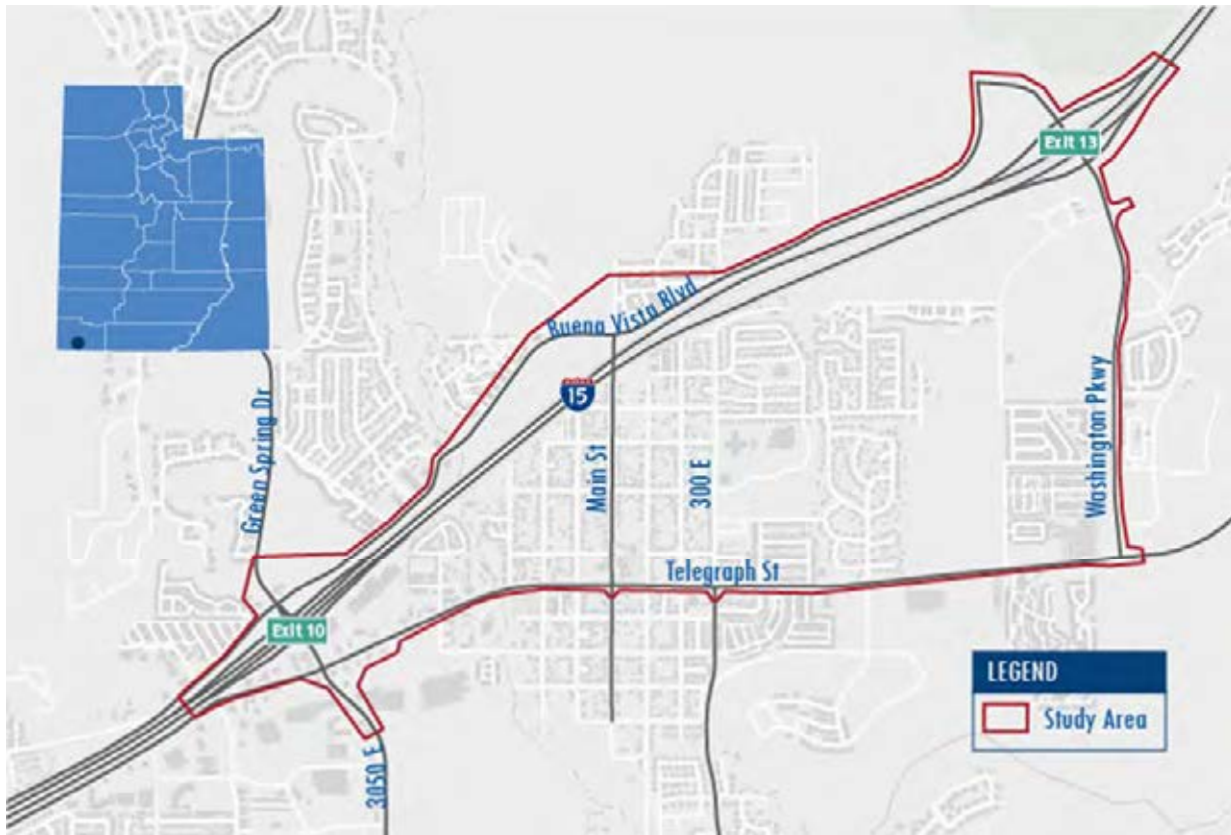 Exit 13
Buena Vista Blvd
15
Green Spring Dr
Main St
300 E
Washington Pkwy
Telegraph St
Exit 10
3050 E
LEGEND
Study Area